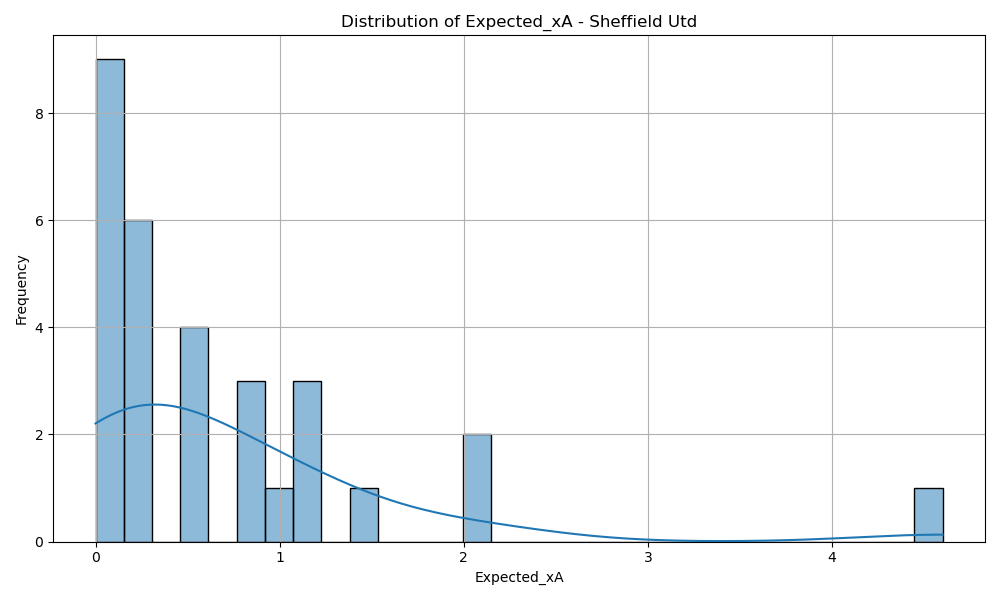 Distribution of Expected_xA - Sheffield Utd
Frequency
8
6
4
2
0
0 1 2 3 4
Expected_xA